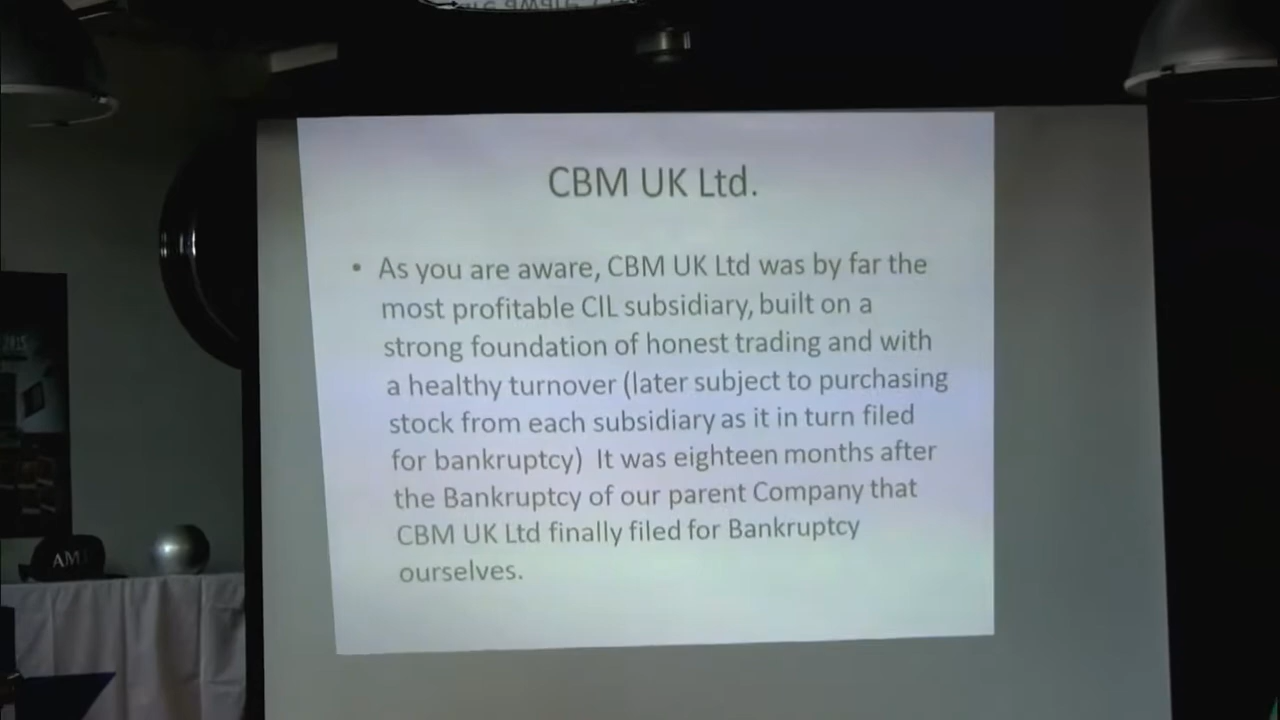 CBM UK Ltd.
• As you are aware, CBM UK Ltd was by far the
most profitable CIL subsidiary, built on a
strong foundation of honest trading and with
a healthy turnover (later subject to purchasing
stock from each subsidiary as it in turn filed
for bankruptcy) It was eighteen months after
the Bankruptcy of our parent Company that
CBM UK Ltd finally filed for Bankruptcy
ourselves.
AM